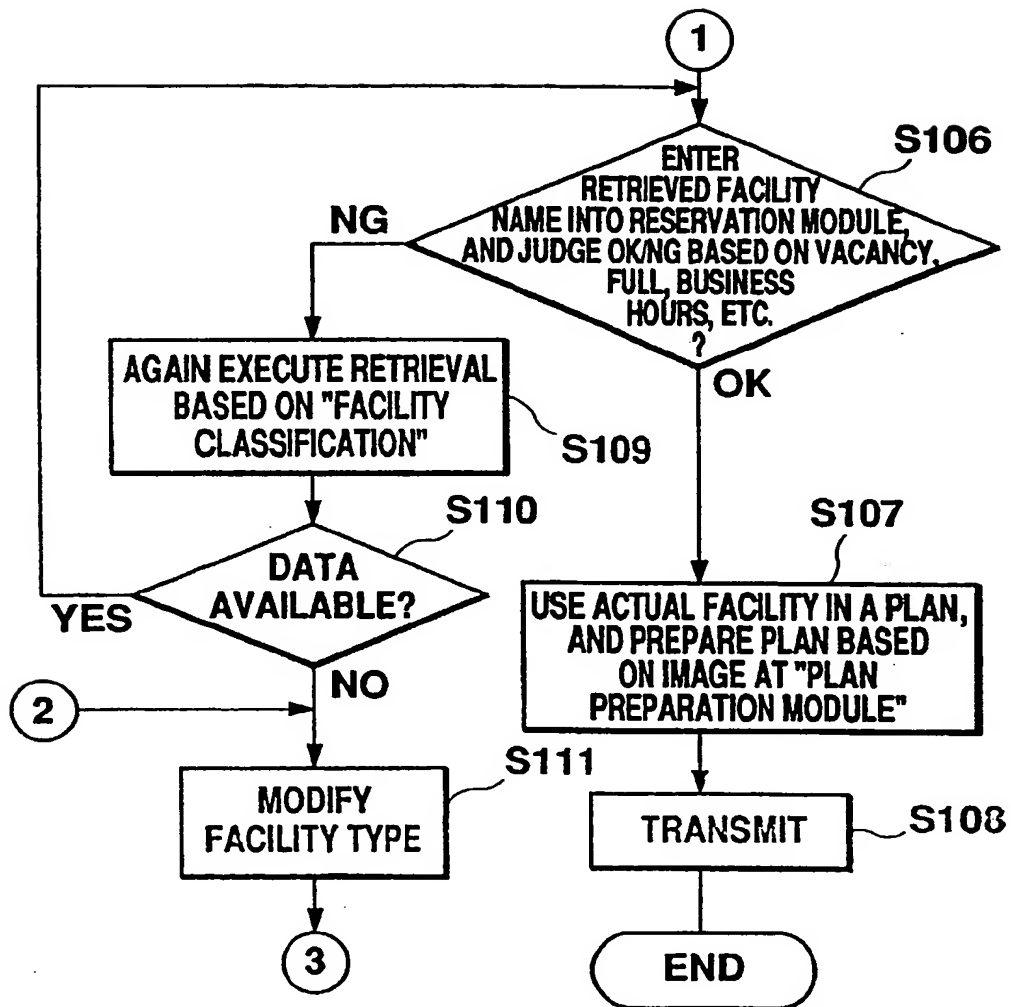 1
S106
ENTER
RETRIEVED FACILITY
NAME INTO RESERVATION MODULE,
AND JUDGE OK/NG BASED ON VACANCY,
FULL, BUSINESS
HOURS, ETC.
?
NG
OK
AGAIN EXECUTE RETRIEVAL
BASED ON "FACILITY
CLASSIFICATION"
S109
S110
DATA
AVAILABLE?
YES
NO
S107
USE ACTUAL FACILITY IN A PLAN,
AND PREPARE PLAN BASED
ON IMAGE AT "PLAN
PREPARATION MODULE"
2
S111
MODIFY
FACILITY TYPE
TRANSMIT
S108
3
END